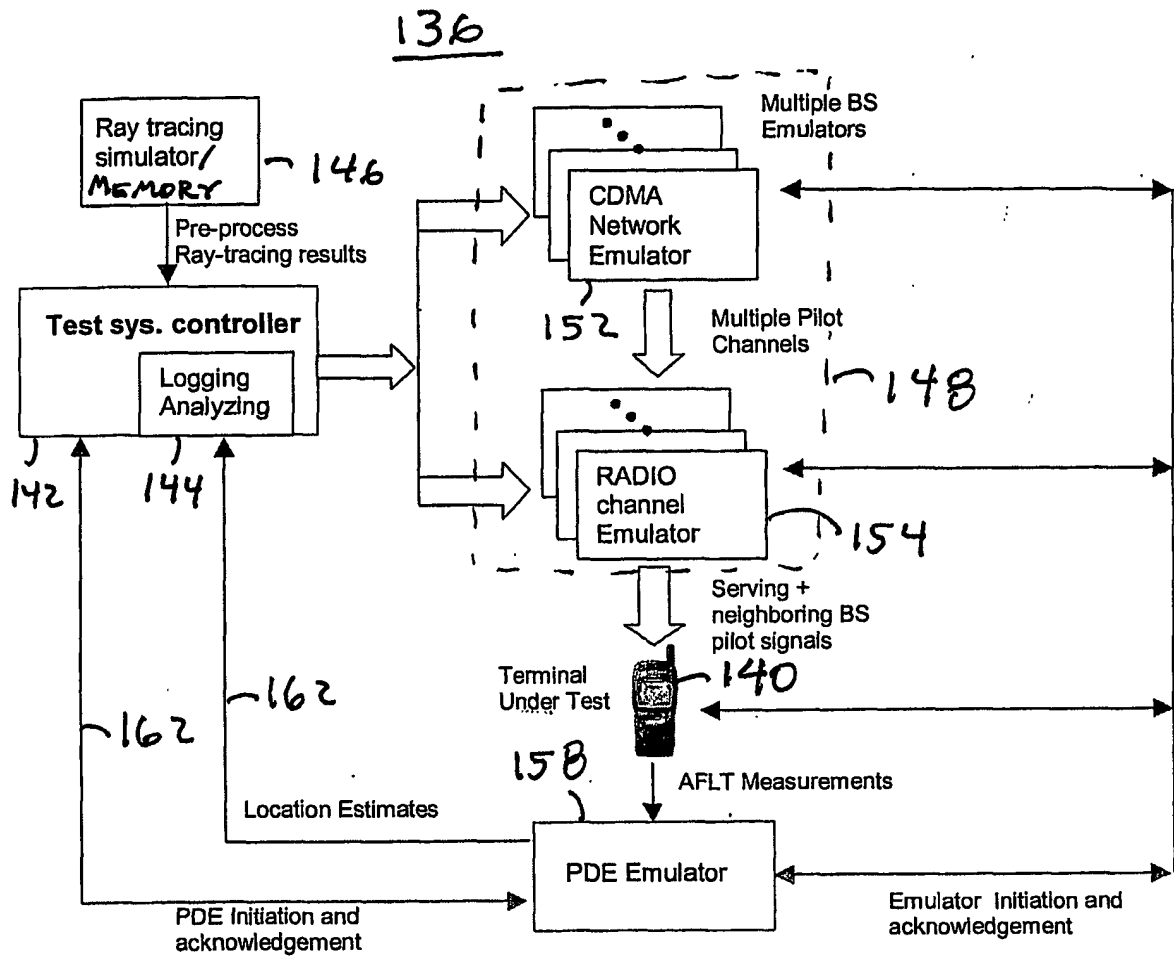 136
Ray tracing
simulator/
MEMORY
146
Pre-process
Ray-tracing results
Test sys. controller
Logging
Analyzing
142
144
Multiple BS
Emulators
CDMA
Network
Emulator
152
Multiple Pilot
Channels
148
RADIO
channel
Emulator
154
Serving +
neighboring BS
pilot signals
Terminal
Under Test
140
162
162
158
AFLT Measurements
Location Estimates
PDE Emulator
PDE Initiation and
acknowledgement
Emulator Initiation and
acknowledgement